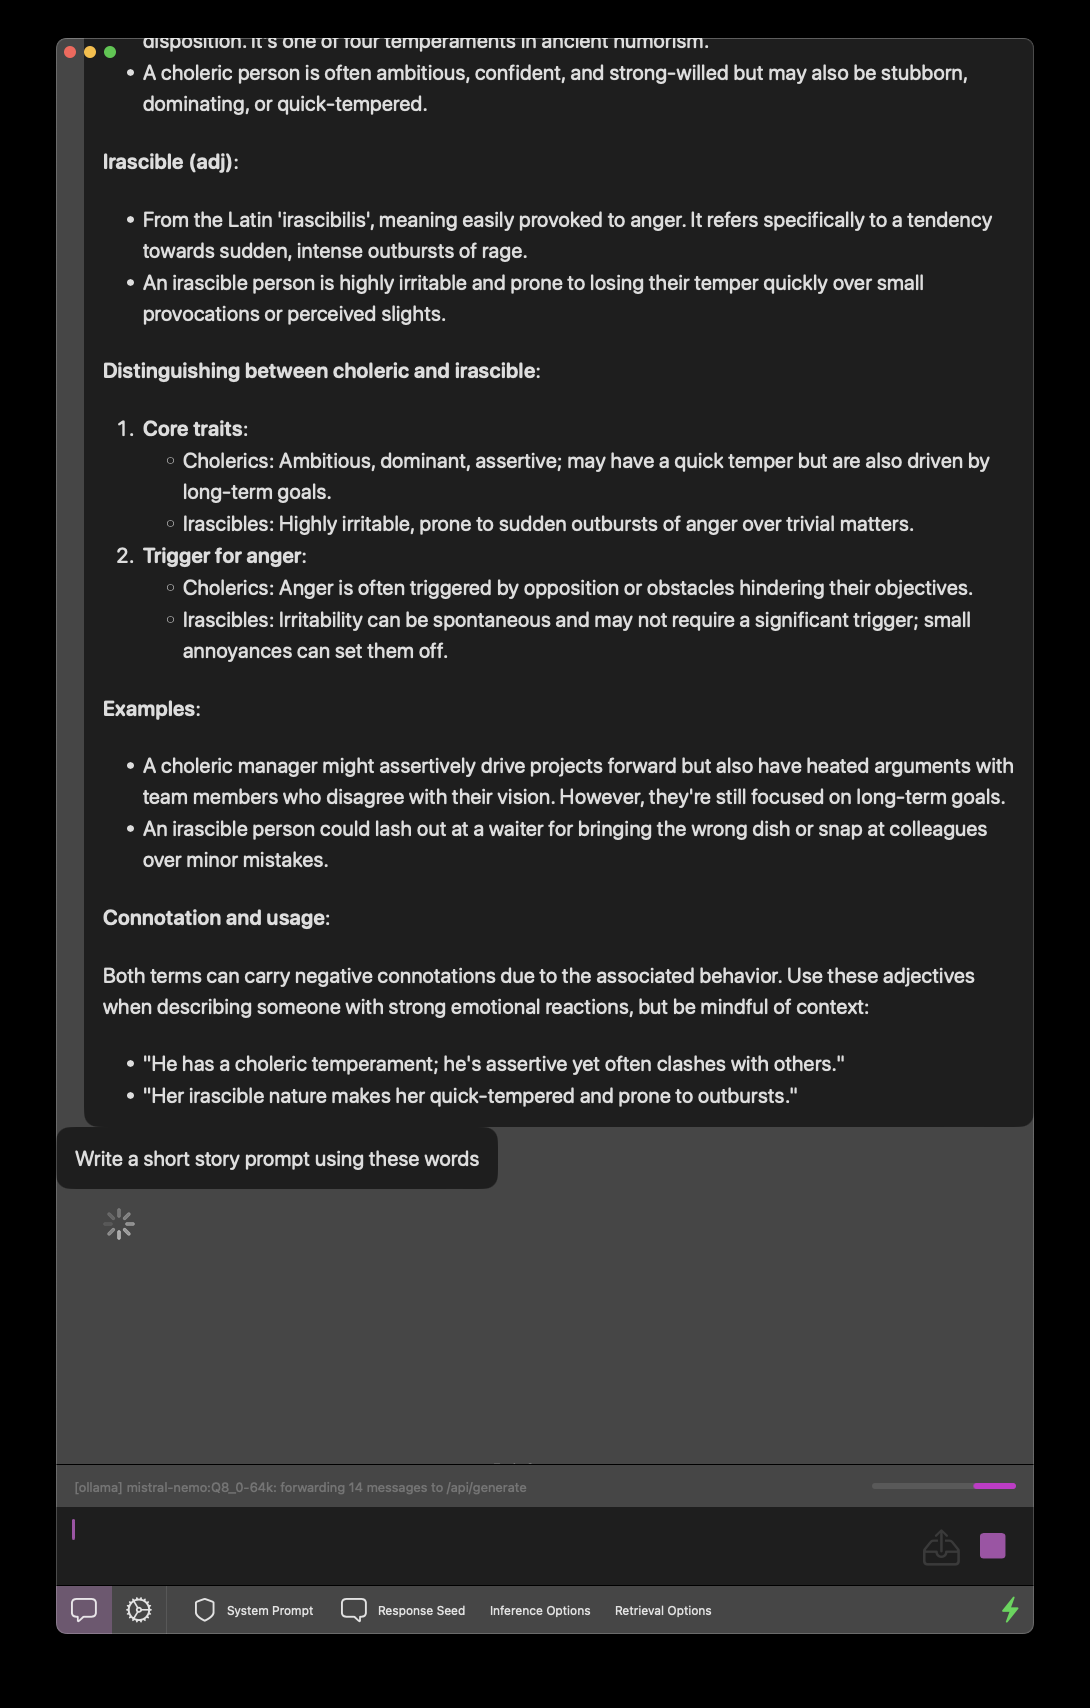 disposition. It's one of four temperaments in ancient humorism.
• A choleric person is often ambitious, confident, and strong-willed but may also be stubborn,
dominating, or quick-tempered.
Irascible (adj):
• From the Latin 'irascibilis', meaning easily provoked to anger. It refers specifically to a tendency
towards sudden, intense outbursts of rage.
• An irascible person is highly irritable and prone to losing their temper quickly over small
provocations or perceived slights.
Distinguishing between choleric and irascible:
1. Core traits:
◦ Cholerics: Ambitious, dominant, assertive; may have a quick temper but are also driven by
long-term goals.
◦ Irascibles: Highly irritable, prone to sudden outbursts of anger over trivial matters.
2. Trigger for anger:
◦ Cholerics: Anger is often triggered by opposition or obstacles hindering their objectives.
◦ Irascibles: Irritability can be spontaneous and may not require a significant trigger; small
annoyances can set them off.
Examples:
• A choleric manager might assertively drive projects forward but also have heated arguments with
team members who disagree with their vision. However, they're still focused on long-term goals.
• An irascible person could lash out at a waiter for bringing the wrong dish or snap at colleagues
over minor mistakes.
Connotation and usage:
Both terms can carry negative connotations due to the associated behavior. Use these adjectives
when describing someone with strong emotional reactions, but be mindful of context:
• "He has a choleric temperament; he's assertive yet often clashes with others."
• "Her irascible nature makes her quick-tempered and prone to outbursts."
Write a short story prompt using these words
[ollama] mistral-nemo:Q8_0-64k: forwarding 14 messages to /api/generate
System Prompt Response Seed Inference Options Retrieval Options